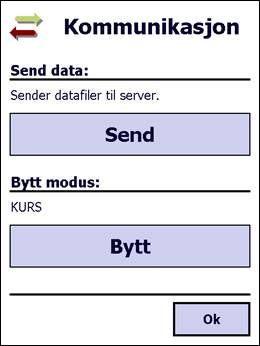 Kommunikasjon
Send data:
Sender datafiler til server.
Send
Bytt modus:
KURS
Bytt
Ok